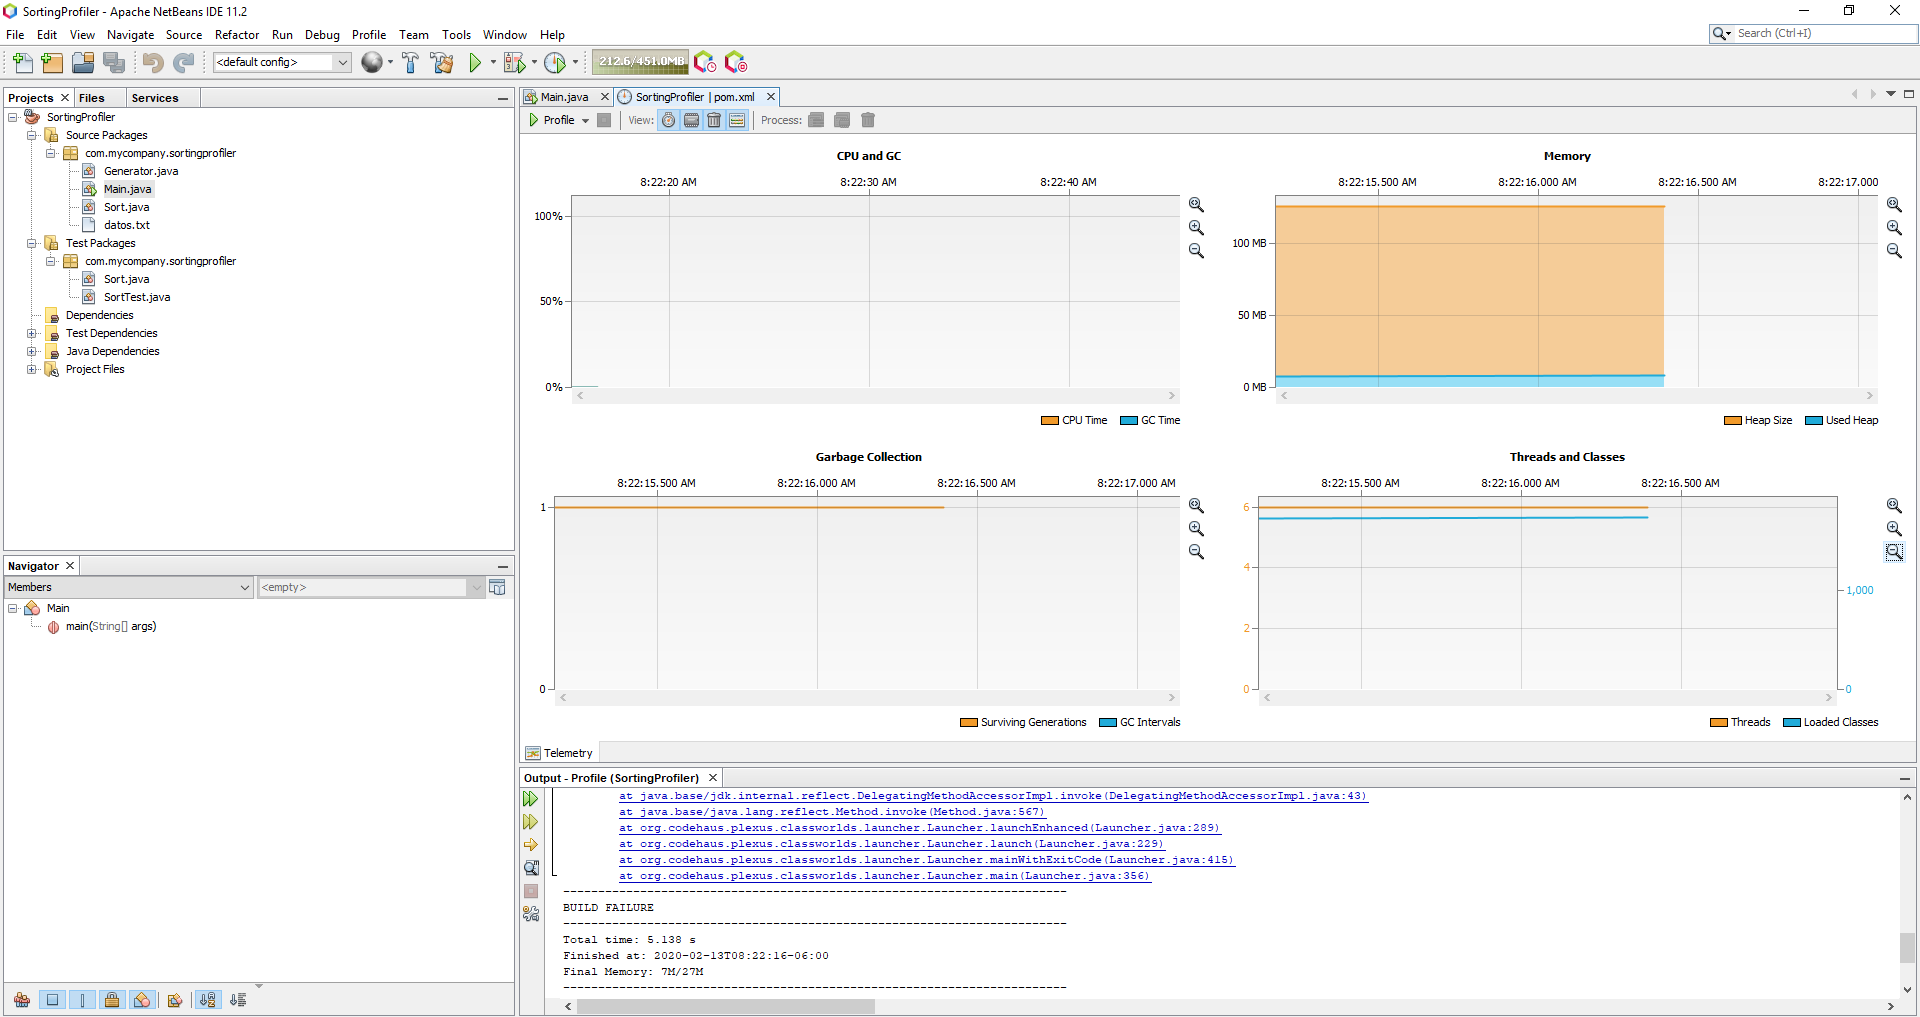 SortingProfiler - Apache NetBeans IDE 11.2
File Edit View Navigate Source Refactor Run Debug Profile Team Tools Window Help
Search (Ctrl+I)
<default config>
212.6/451.0MB
Projects Files Services
SortingProfiler
Source Packages
com.mycompany.sortingprofiler
Generator.java
Main.java
Sort.java
datos.txt
Test Packages
com.mycompany.sortingprofiler
Sort.java
SortTest.java
Dependencies
Test Dependencies
Java Dependencies
Project Files
Navigator
Members
<empty>
Main
main(String[] args)
Main.java
SortingProfiler | pom.xml
Profile
View:
Process:
CPU and GC
8:22:20 AM 8:22:30 AM 8:22:40 AM
100%
50%
0%
CPU Time GC Time
Memory
8:22:15.500 AM 8:22:16.000 AM 8:22:16.500 AM 8:22:17.000
100 MB
50 MB
0 MB
Heap Size Used Heap
Garbage Collection
8:22:15.500 AM 8:22:16.000 AM 8:22:16.500 AM 8:22:17.000 AM
1
0
Surviving Generations GC Intervals
Threads and Classes
8:22:15.500 AM 8:22:16.000 AM 8:22:16.500 AM
6
4
2
0
1,000
0
Threads Loaded Classes
Telemetry
Output - Profile (SortingProfiler)
at java.base/jdk.internal.reflect.DelegatingMethodAccessorImpl.invoke(DelegatingMethodAccessorImpl.java:43)
at java.base/java.lang.reflect.Method.invoke(Method.java:567)
at org.codehaus.plexus.classworlds.launcher.Launcher.launchEnhanced(Launcher.java:289)
at org.codehaus.plexus.classworlds.launcher.Launcher.launch(Launcher.java:229)
at org.codehaus.plexus.classworlds.launcher.Launcher.mainWithExitCode(Launcher.java:415)
at org.codehaus.plexus.classworlds.launcher.Launcher.main(Launcher.java:356)
------------------------------------------------------------------------
BUILD FAILURE
------------------------------------------------------------------------
Total time: 5.138 s
Finished at: 2020-02-13T08:22:16-06:00
Final Memory: 7M/27M
------------------------------------------------------------------------